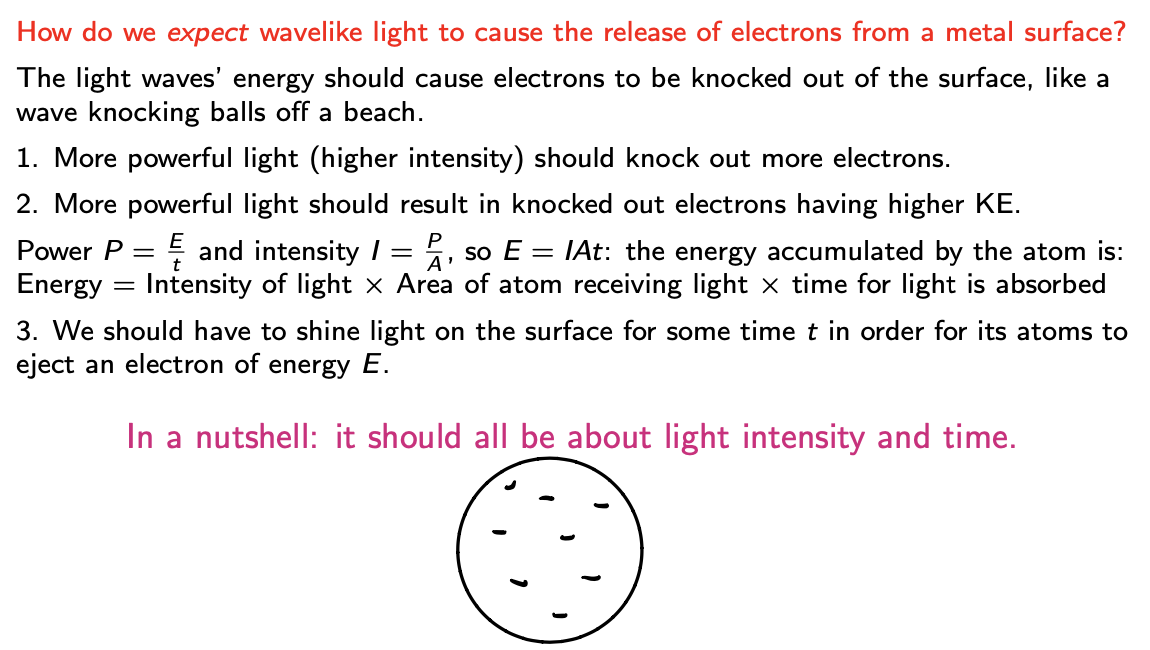 How do we expect wavelike light to cause the release of electrons from a metal surface?
The light waves' energy should cause electrons to be knocked out of the surface, like a
wave knocking balls off a beach.
1. More powerful light (higher intensity) should knock out more electrons.
2. More powerful light should result in knocked out electrons having higher KE.
Power P = E/t and intensity I = P/A, so E = IAt: the energy accumulated by the atom is:
Energy = Intensity of light × Area of atom receiving light × time for light is absorbed
3. We should have to shine light on the surface for some time t in order for its atoms to
eject an electron of energy E.
In a nutshell: it should all be about light intensity and time.